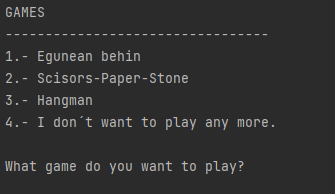 GAMES
---------------------------------
1.- Egunean behin
2.- Scisors-Paper-Stone
3.- Hangman
4.- I don´t want to play any more.
What game do you want to play?